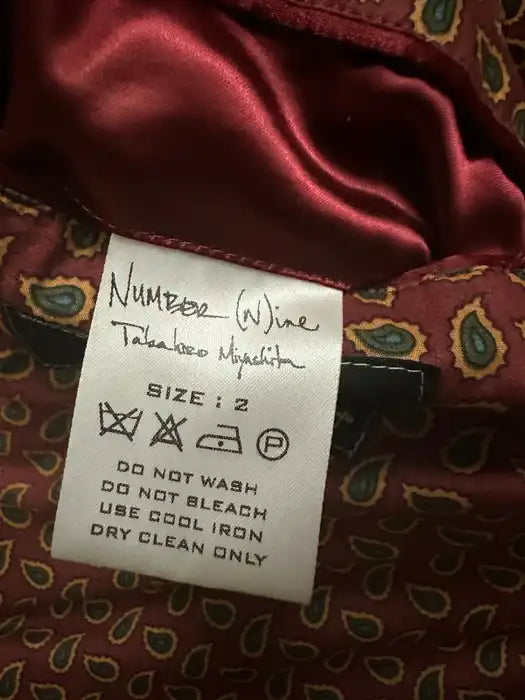 NUMBER (N)ine
Takahiro Miyashita
SIZE : 2
P
DO NOT WASH
DO NOT BLEACH
USE COOL IRON
DRY CLEAN ONLY